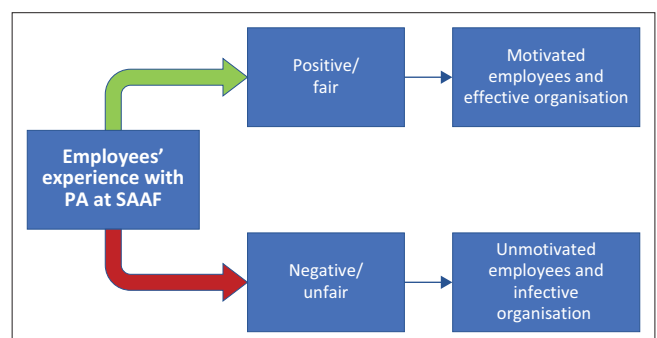 Positive/
fair
Motivated
employees and
effective organisation
Employees’
experience with
PA at SAAF
Negative/
unfair
Unmotivated
employees and
infective
organisation